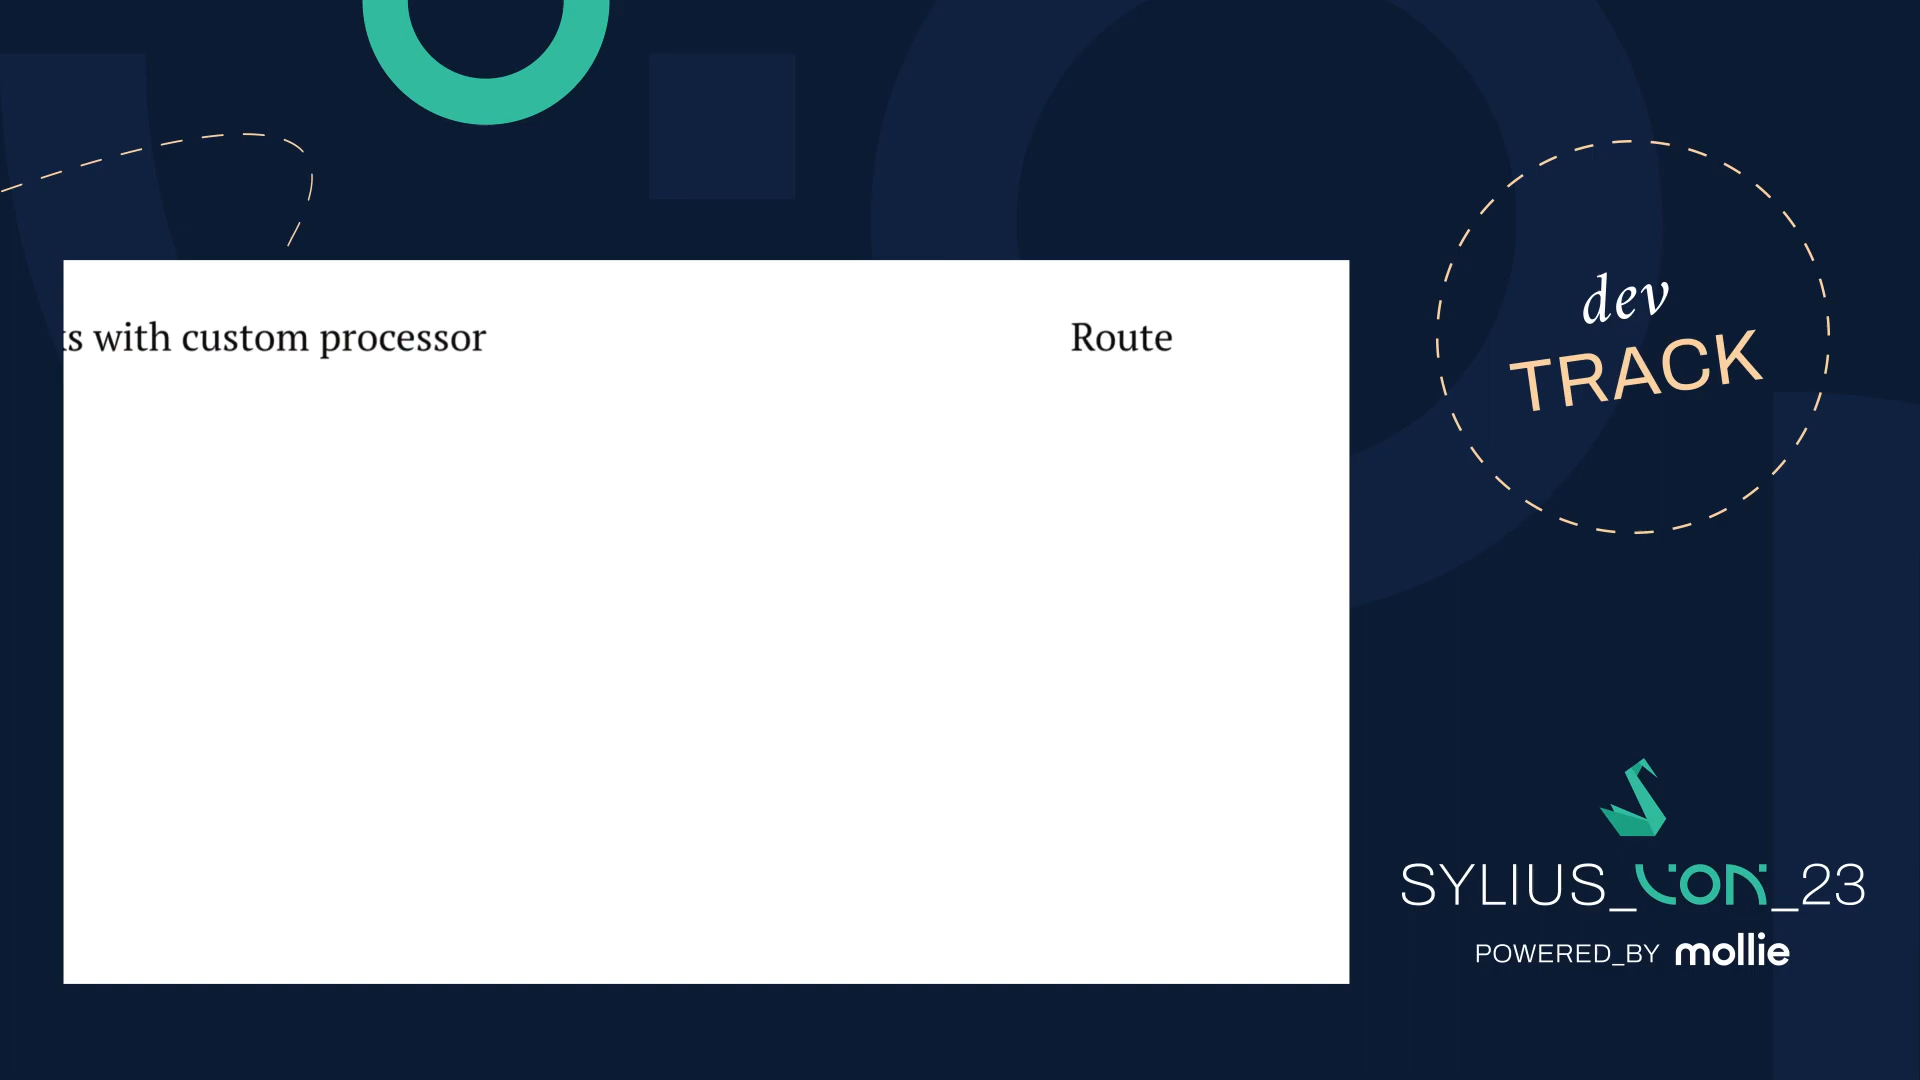 s with custom processor
Route
dev
TRACK
SYLIUS_CON_23
POWERED_BY mollie